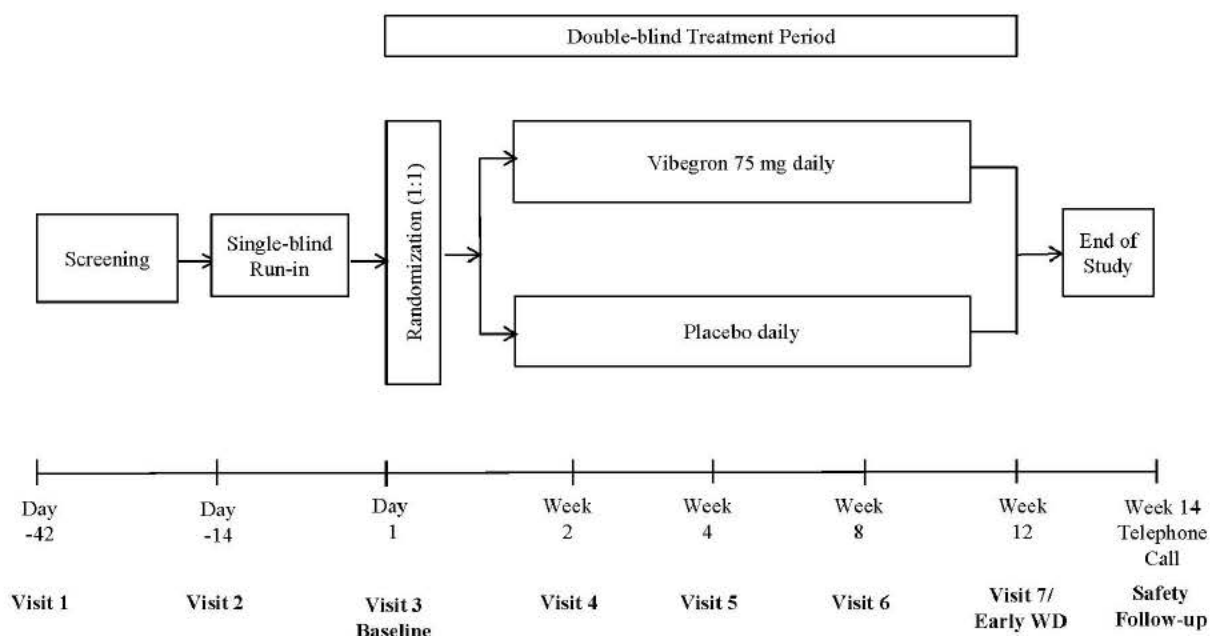 Double-blind Treatment Period
Vibegron 75 mg daily
Randomization (1:1)
Screening
Single-blind
Run-in
End of
Study
Placebo daily
Day
-42
Day
-14
Day
1
Week
2
Week
4
Week
8
Week
12
Week 14
Telephone
Call
Visit 1
Visit 2
Visit 3
Baseline
Visit 4
Visit 5
Visit 6
Visit 7/
Early WD
Safety
Follow-up